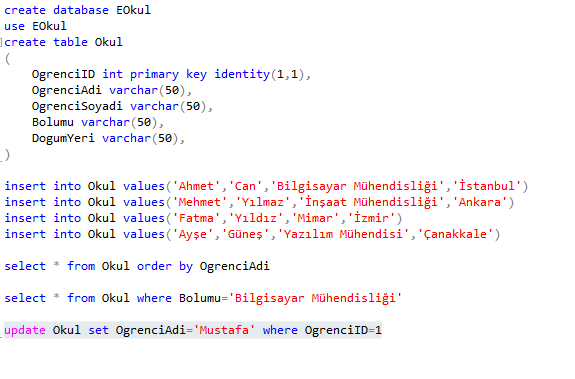 create database EOkul
use EOkul
create table Okul
(
OgrenciID int primary key identity(1,1),
OgrenciAdi varchar(50),
OgrenciSoyadi varchar(50),
Bolumu varchar(50),
DogumYeri varchar(50),
)
insert into Okul values('Ahmet','Can','Bilgisayar Mühendisliği','İstanbul')
insert into Okul values('Mehmet','Yılmaz','İnşaat Mühendisliği','Ankara')
insert into Okul values('Fatma','Yıldız','Mimar','İzmir')
insert into Okul values('Ayşe','Güneş','Yazılım Mühendisi','Çanakkale')
select * from Okul order by OgrenciAdi
select * from Okul where Bolumu='Bilgisayar Mühendisliği'
update Okul set OgrenciAdi='Mustafa' where OgrenciID=1